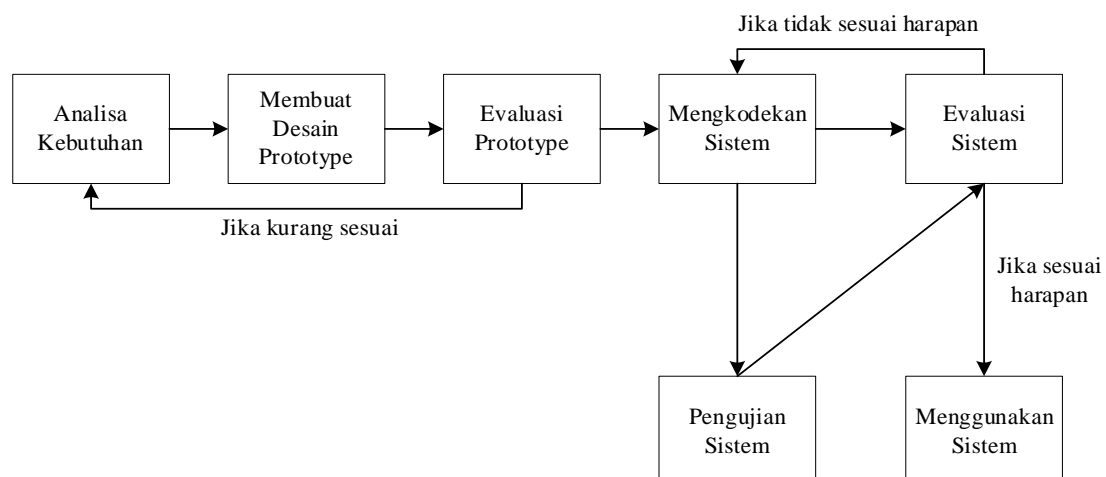 Jika tidak sesuai harapan
Analisa
Kebutuhan
Membuat
Desain
Prototype
Evaluasi
Prototype
Mengkodekan
Sistem
Evaluasi
Sistem
Jika kurang sesuai
Jika sesuai
harapan
Pengujian
Sistem
Menggunakan
Sistem